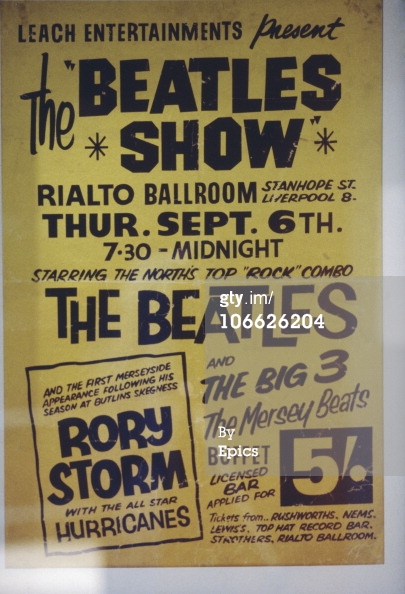 LEACH ENTERTAINMENTS Present
the "BEATLES
* SHOW" *
RIALTO BALLROOM STANHOPE ST.
LIVERPOOL 8.
THUR. SEPT. 6TH.
7·30 - MIDNIGHT
STARRING THE NORTH'S TOP "ROCK" COMBO
THE BEATLES
gty.im/
106626204
AND THE FIRST MERSEYSIDE
APPEARANCE FOLLOWING HIS
SEASON AT BUTLINS SKEGNESS
RORY
STORM
WITH THE ALL STAR
HURRICANES
AND
THE BIG 3
The Mersey Beats
By
Epics
BUFFET
LICENSED
BAR
APPLIED FOR
5/-
Tickets from.. RUSHWORTHS. NEMS.
LEWIS'S. TOP HAT RECORD BAR.
STROTHERS, RIALTO BALLROOM.